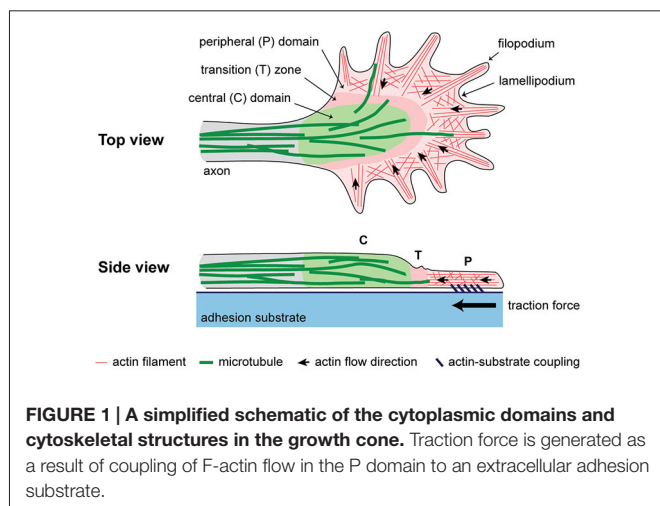 peripheral (P) domain
transition (T) zone
central (C) domain
filopodium
lamellipodium
Top view
axon
C
T
P
Side view
traction force
adhesion substrate
actin filament microtubule actin flow direction actin-substrate coupling
FIGURE 1 | A simplified schematic of the cytoplasmic domains and
cytoskeletal structures in the growth cone. Traction force is generated as
a result of coupling of F-actin flow in the P domain to an extracellular adhesion
substrate.